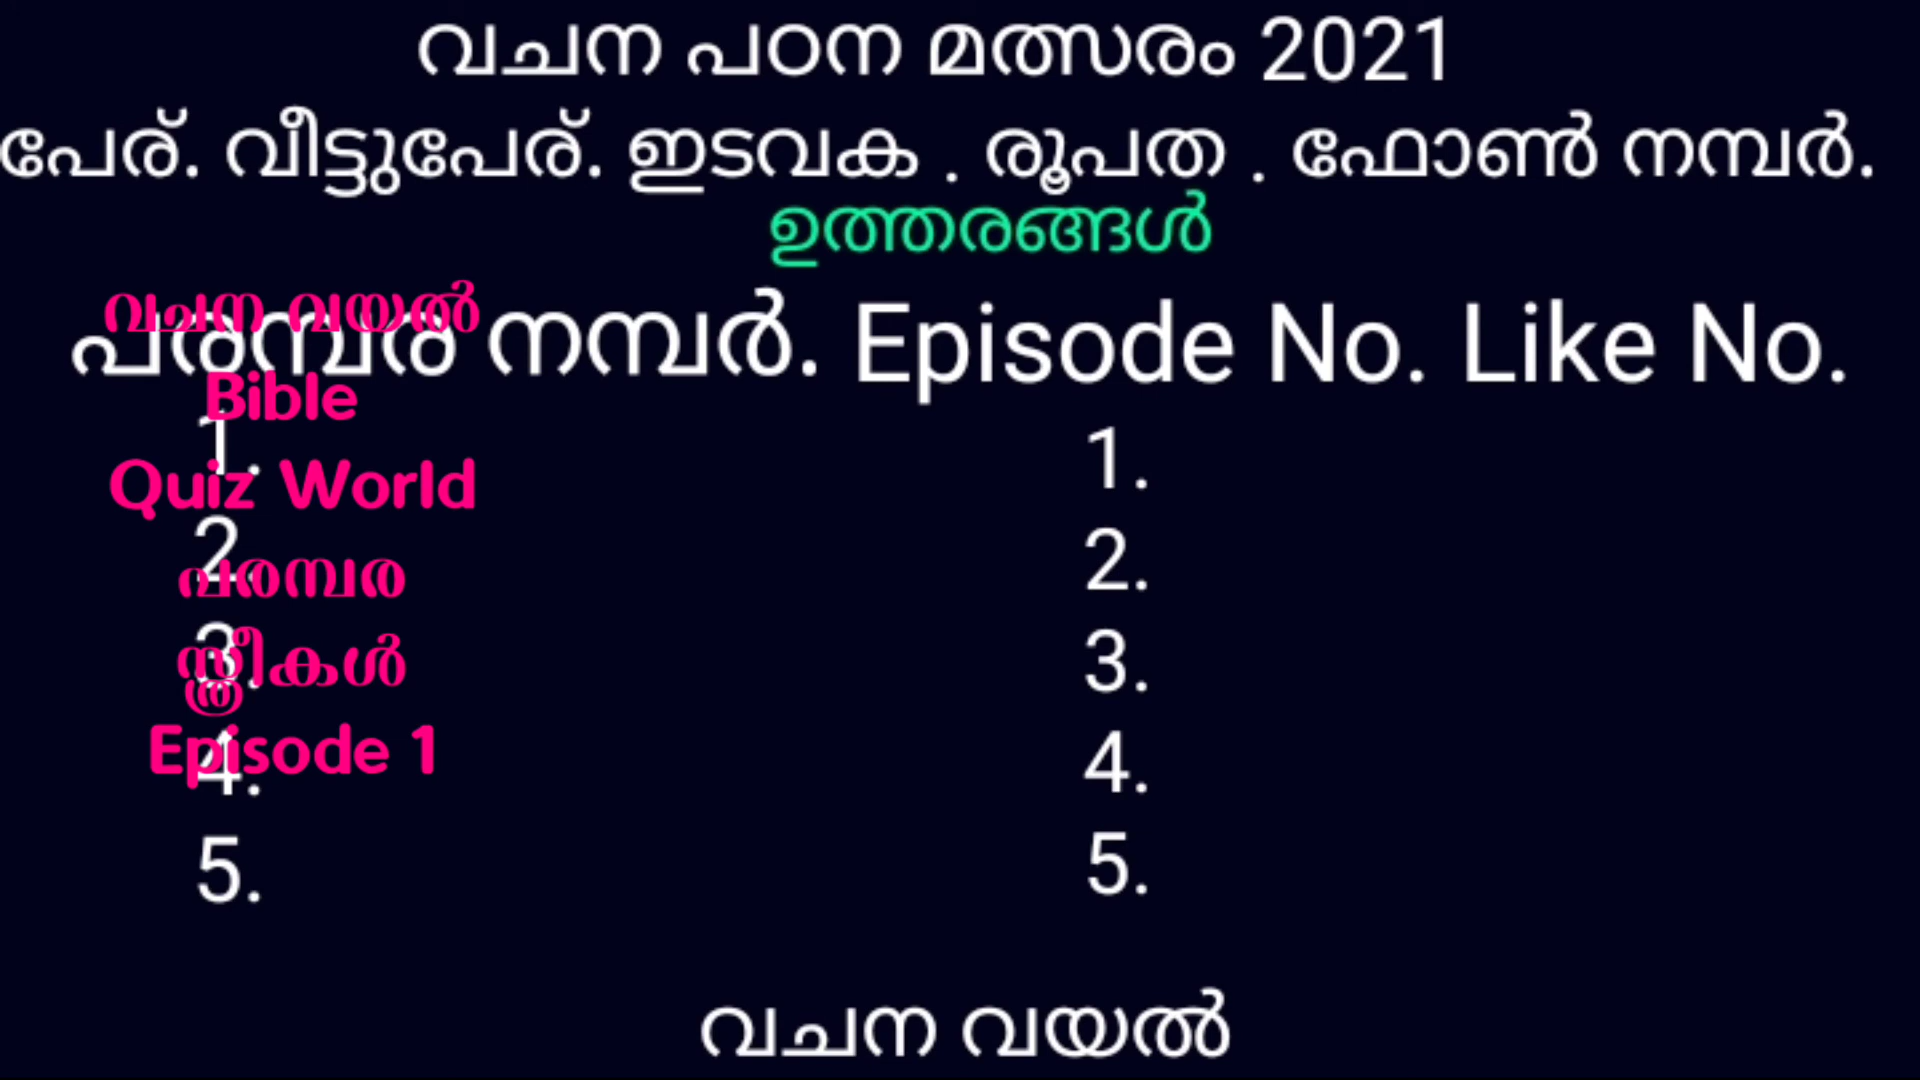 വചന പഠന മത്സരം 2021
പേര്. വീട്ടുപേര്. ഇടവക . രൂപത . ഫോൺ നമ്പർ.
ഉത്തരങ്ങൾ
പരമ്പര നമ്പർ. Episode No. Like No.
1. 1.
2. 2.
3. 3.
4. 4.
5. 5.
വചന വയൽ
വചന വയൽ
Bible
Quiz World
പരമ്പര
സ്ത്രീകൾ
Episode 1